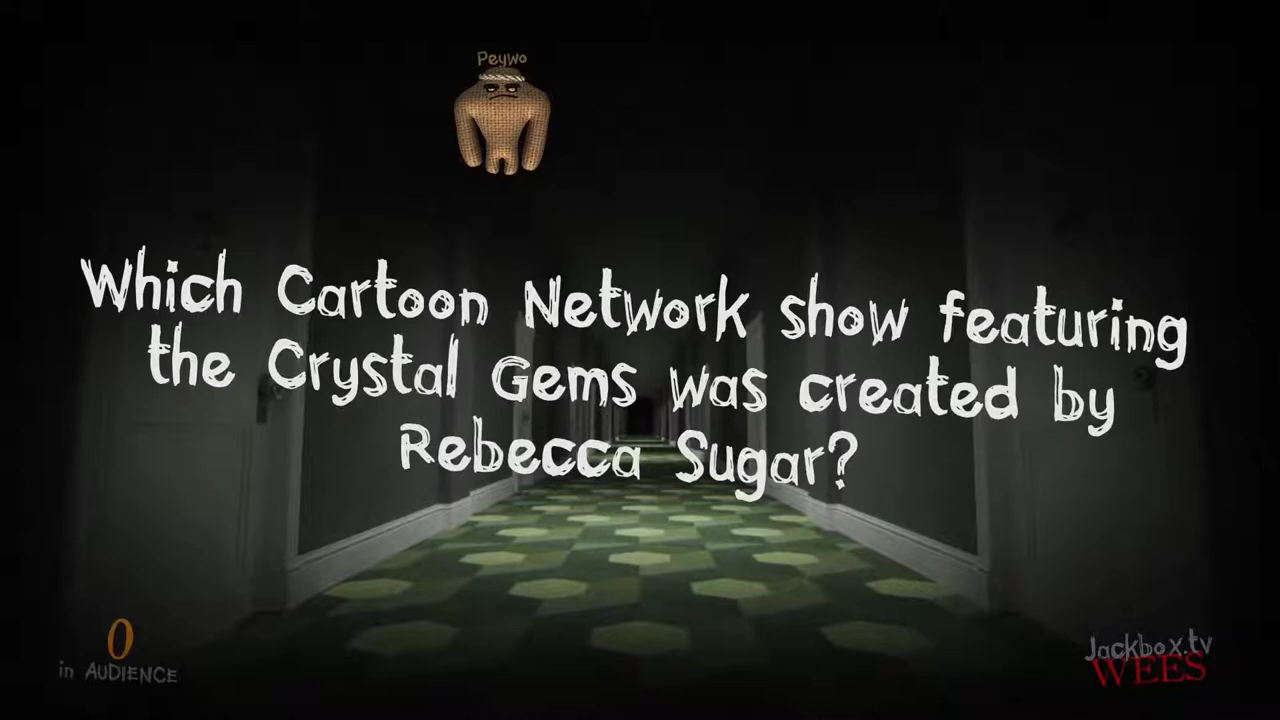 Peywo
Which Cartoon Network show featuring
the Crystal Gems was created by
Rebecca Sugar?
0
in AUDIENCE
Jackbox.tv
WEES